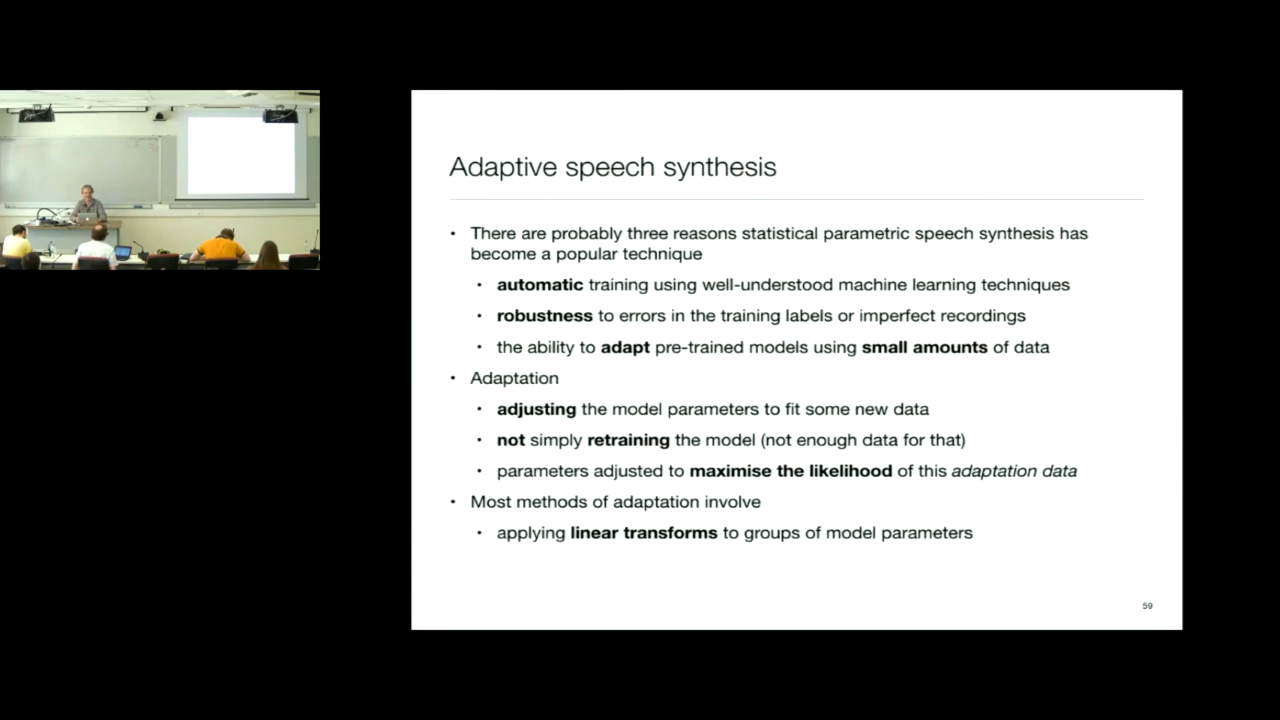 Adaptive speech synthesis
• There are probably three reasons statistical parametric speech synthesis has
become a popular technique
• automatic training using well-understood machine learning techniques
• robustness to errors in the training labels or imperfect recordings
• the ability to adapt pre-trained models using small amounts of data
• Adaptation
• adjusting the model parameters to fit some new data
• not simply retraining the model (not enough data for that)
• parameters adjusted to maximise the likelihood of this adaptation data
• Most methods of adaptation involve
• applying linear transforms to groups of model parameters
59